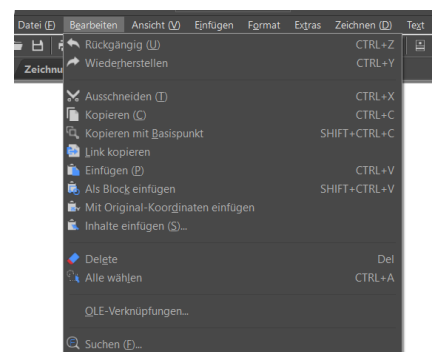 Datei (F) Bearbeiten Ansicht (V) Einfügen Format Extras Zeichnen (D) Text
Rückgängig (U) CTRL+Z
Wiederherstellen CTRL+Y
Zeichnu
Ausschneiden (T) CTRL+X
Kopieren (C) CTRL+C
Kopieren mit Basispunkt SHIFT+CTRL+C
Link kopieren
Einfügen (P) CTRL+V
Als Block einfügen SHIFT+CTRL+V
Mit Original-Koordinaten einfügen
Inhalte einfügen (S)...
Delete Del
Alle wählen CTRL+A
OLE-Verknüpfungen...
Suchen (F)...